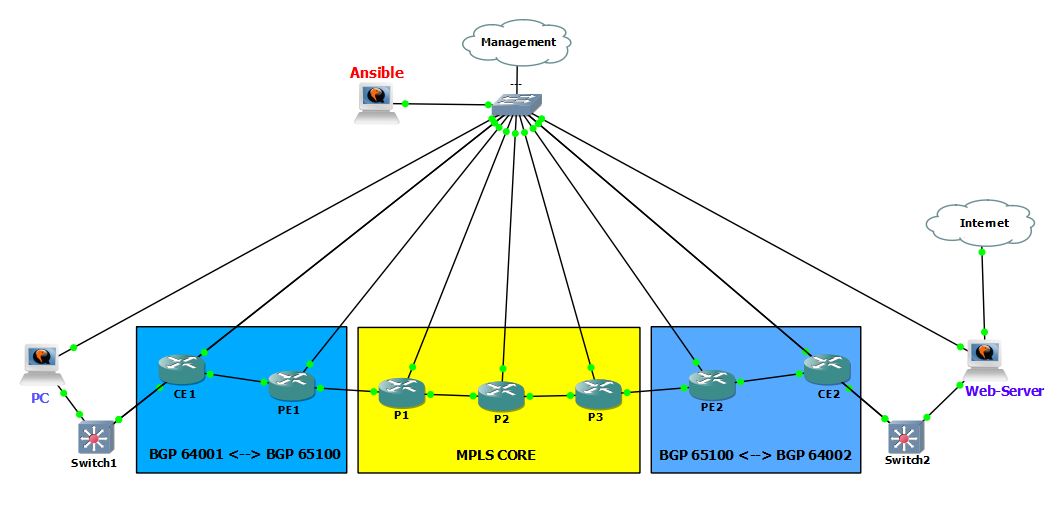 Management
Ansible
---
Internet
PC
CE1
PE1
P1
P2
P3
PE2
CE2
Web-Server
Switch1
BGP 64001 <--> BGP 65100
MPLS CORE
BGP 65100 <--> BGP 64002
Switch2